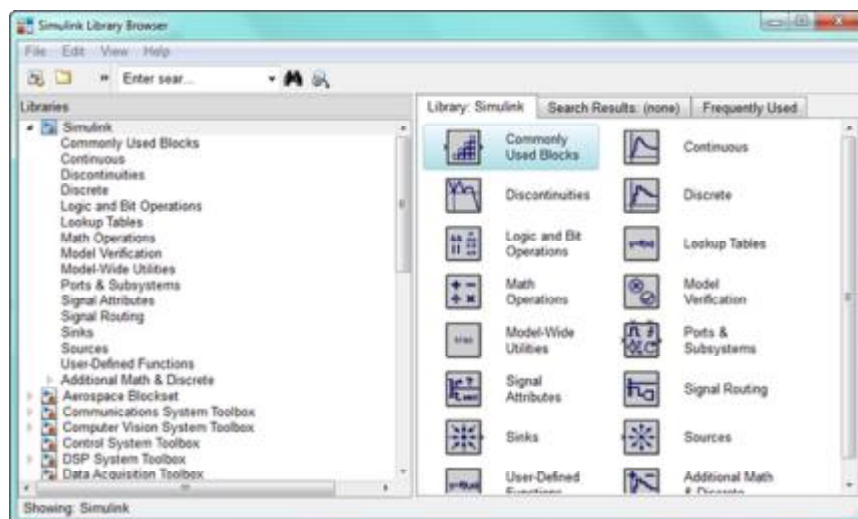 Simulink Library Browser
File Edit View Help
» Enter sear...
Libraries
Simulink
Commonly Used Blocks
Continuous
Discontinuities
Discrete
Logic and Bit Operations
Lookup Tables
Math Operations
Model Verification
Model-Wide Utilities
Ports & Subsystems
Signal Attributes
Signal Routing
Sinks
Sources
User-Defined Functions
Additional Math & Discrete
Aerospace Blockset
Communications System Toolbox
Computer Vision System Toolbox
Control System Toolbox
DSP System Toolbox
Data Acquisition Toolbox
Library: Simulink Search Results: (none) Frequently Used
Commonly
Used Blocks
Continuous
Discontinuities
Discrete
Logic and Bit
Operations
Lookup Tables
Math
Operations
Model
Verification
Model-Wide
Utilities
Ports &
Subsystems
Signal
Attributes
Signal Routing
Sinks
Sources
User-Defined
Functions
Additional Math
& Discrete
Showing: Simulink